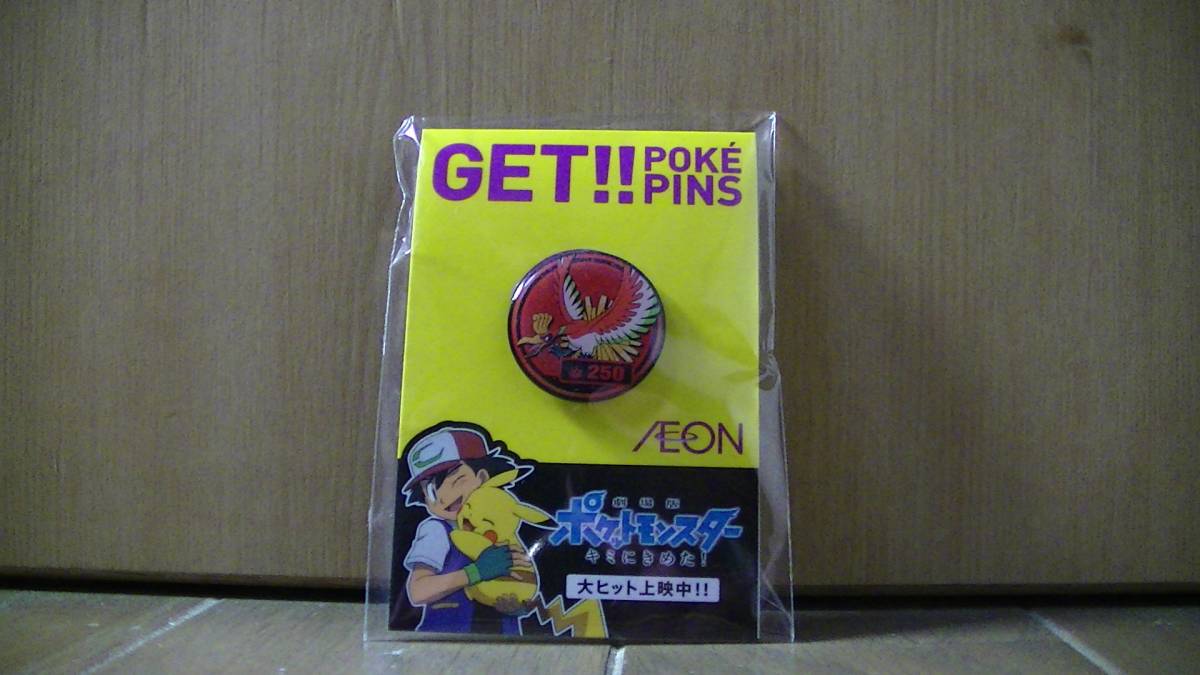 GET!! POKÉ PINS
250
ÆON
劇場版
ポケットモンスター
キミにきめた!
大ヒット上映中!!